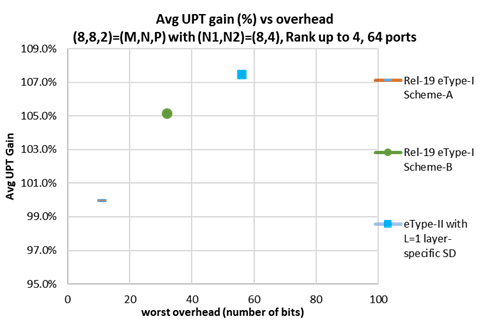 Avg UPT gain (%) vs overhead
(8,8,2)=(M,N,P) with (N1,N2)=(8,4), Rank up to 4, 64 ports
109.0%
107.0%
105.0%
103.0%
101.0%
99.0%
97.0%
95.0%
Avg UPT Gain
0
20
40
60
80
100
worst overhead (number of bits)
Rel-19 eType-I
Scheme-A
Rel-19 eType-I
Scheme-B
eType-II with
L=1 layer-
specific SD